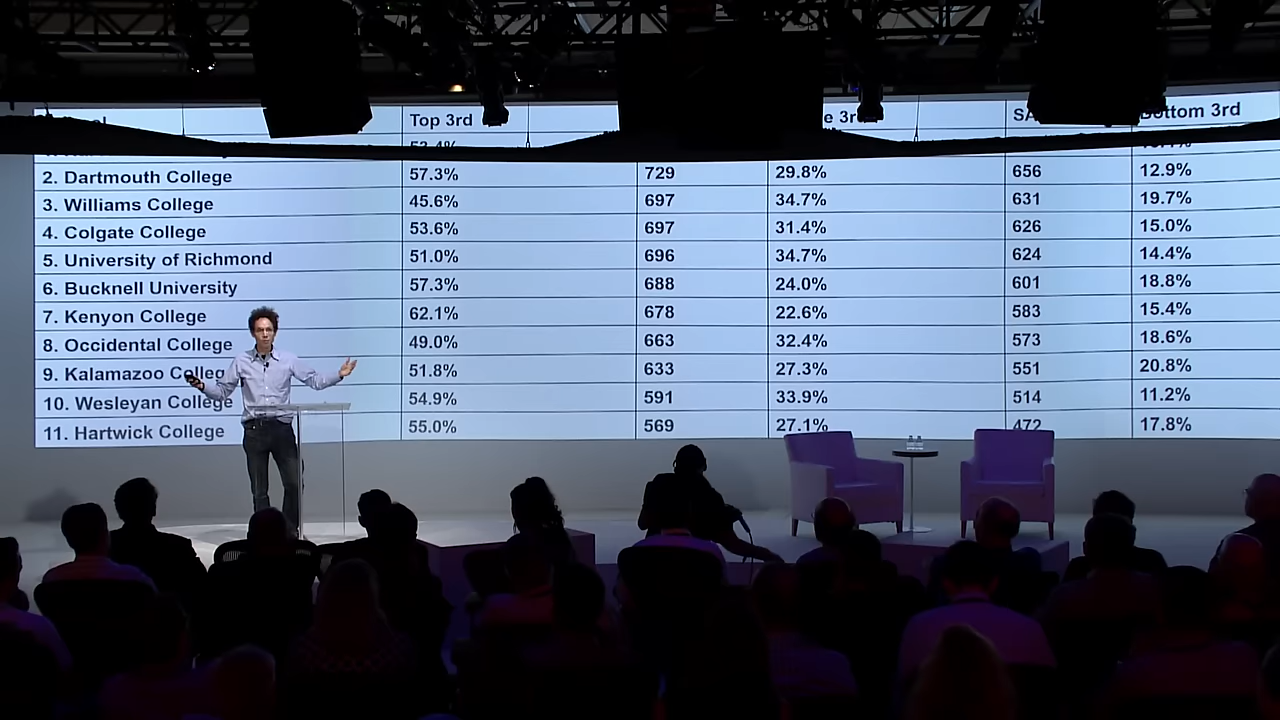 Top 3rd 3rd Bottom 3rd
2. Dartmouth College 57.3% 729 29.8% 656 12.9%
3. Williams College 45.6% 697 34.7% 631 19.7%
4. Colgate College 53.6% 697 31.4% 626 15.0%
5. University of Richmond 51.0% 696 34.7% 624 14.4%
6. Bucknell University 57.3% 688 24.0% 601 18.8%
7. Kenyon College 62.1% 678 22.6% 583 15.4%
8. Occidental College 49.0% 663 32.4% 573 18.6%
9. Kalamazoo College 51.8% 633 27.3% 551 20.8%
10. Wesleyan College 54.9% 591 33.9% 514 11.2%
11. Hartwick College 55.0% 569 27.1% 472 17.8%